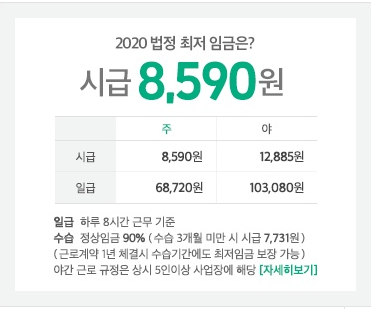 2020 법정 최저 임금은?
시급 8,590원
주 야
시급 8,590원 12,885원
일급 68,720원 103,080원
일급 하루 8시간 근무 기준
수습 정상임금 90% (수습 3개월 미만 시 시급 7,731원)
(근로계약 1년 체결시 수습기간에도 최저임금 보장 가능)
야간 근로 규정은 상시 5인이상 사업장에 해당 [자세히보기]